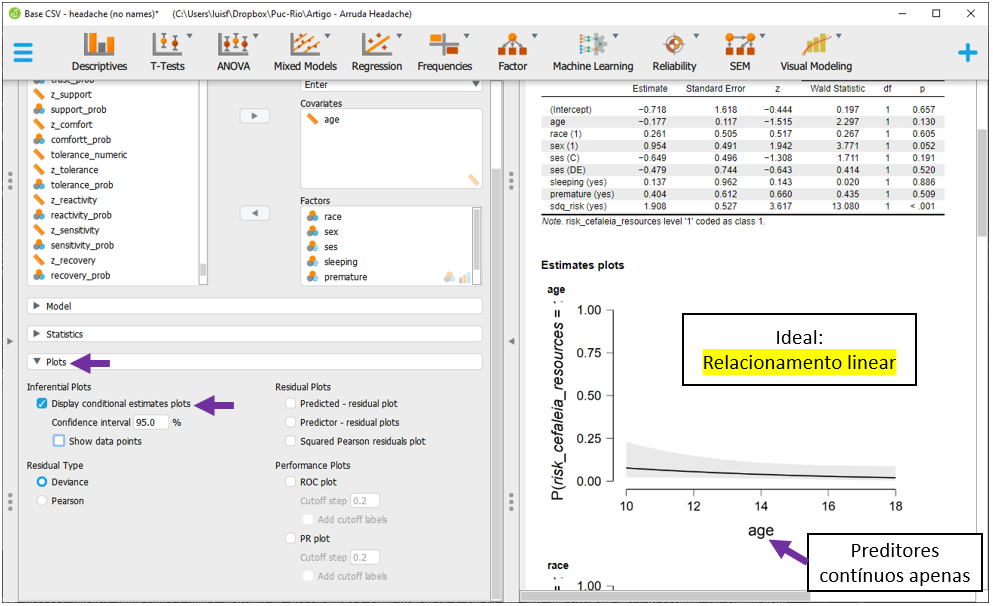 Base CSV - headache (no names)* (C:\Users\luisf\Dropbox\Puc-Rio\Artigo - Arruda Headache)
Descriptives T-Tests ANOVA Mixed Models Regression Frequencies Factor Machine Learning Reliability SEM Visual Modeling
z_support
support_prob
z_comfort
comfortt_prob
tolerance_numeric
z_tolerance
tolerance_prob
z_reactivity
reactivity_prob
z_sensitivity
sensitivity_prob
z_recovery
recovery_prob
Enter
Covariates
age
Factors
race
sex
ses
sleeping
premature
Model
Statistics
Plots
Inferential Plots
Display conditional estimates plots
Confidence interval 95.0 %
Show data points
Residual Type
Deviance
Pearson
Residual Plots
Predicted - residual plot
Predictor - residual plots
Squared Pearson residuals plot
Performance Plots
ROC plot
Cutoff step 0.2
Add cutoff labels
PR plot
Cutoff step 0.2
Add cutoff labels
Estimate Standard Error z Wald Statistic df p
(Intercept) −0.718 1.618 −0.444 0.197 1 0.657
age −0.177 0.117 −1.515 2.297 1 0.130
race (1) 0.261 0.505 0.517 0.267 1 0.605
sex (1) 0.954 0.491 1.942 3.771 1 0.052
ses (C) −0.649 0.496 −1.308 1.711 1 0.191
ses (DE) −0.479 0.744 −0.643 0.414 1 0.520
sleeping (yes) 0.137 0.962 0.143 0.020 1 0.886
premature (yes) 0.404 0.612 0.660 0.435 1 0.509
sdq_risk (yes) 1.908 0.527 3.617 13.080 1 < .001
Note. risk_cefaleia_resources level '1' coded as class 1.
Estimates plots
age
P(risk_cefaleia_resources =
1.00
0.75
0.50
0.25
0.00
10 12 14 16 18
age
Ideal:
Relacionamento linear
Preditores
contínuos apenas
race
1.00